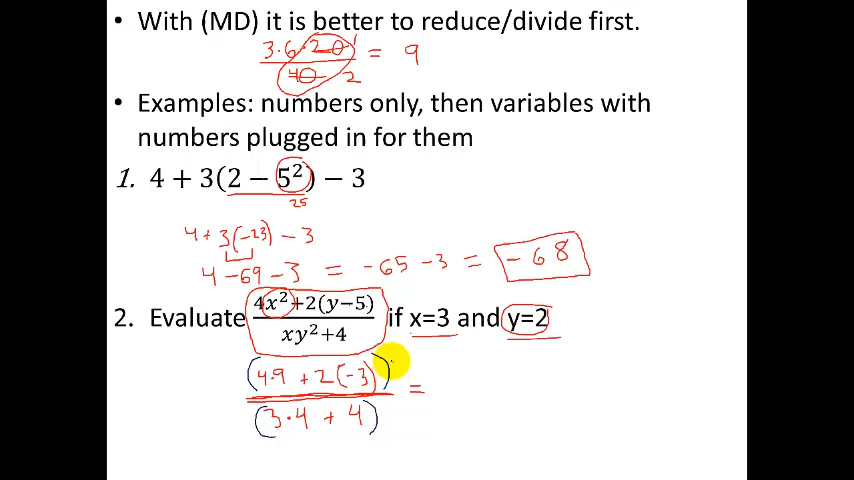 • With (MD) it is better to reduce/divide first.
3·6·20 1
40 2 = 9
• Examples: numbers only, then variables with
numbers plugged in for them
1. 4 + 3(2 − 5²) − 3
25
4 + 3(-23) - 3
4 - 69 - 3 = -65 - 3 = -68
2. Evaluate (4x²+2(y−5))/(xy²+4) if x=3 and y=2
(4·9 + 2(-3))
(3·4 + 4) =